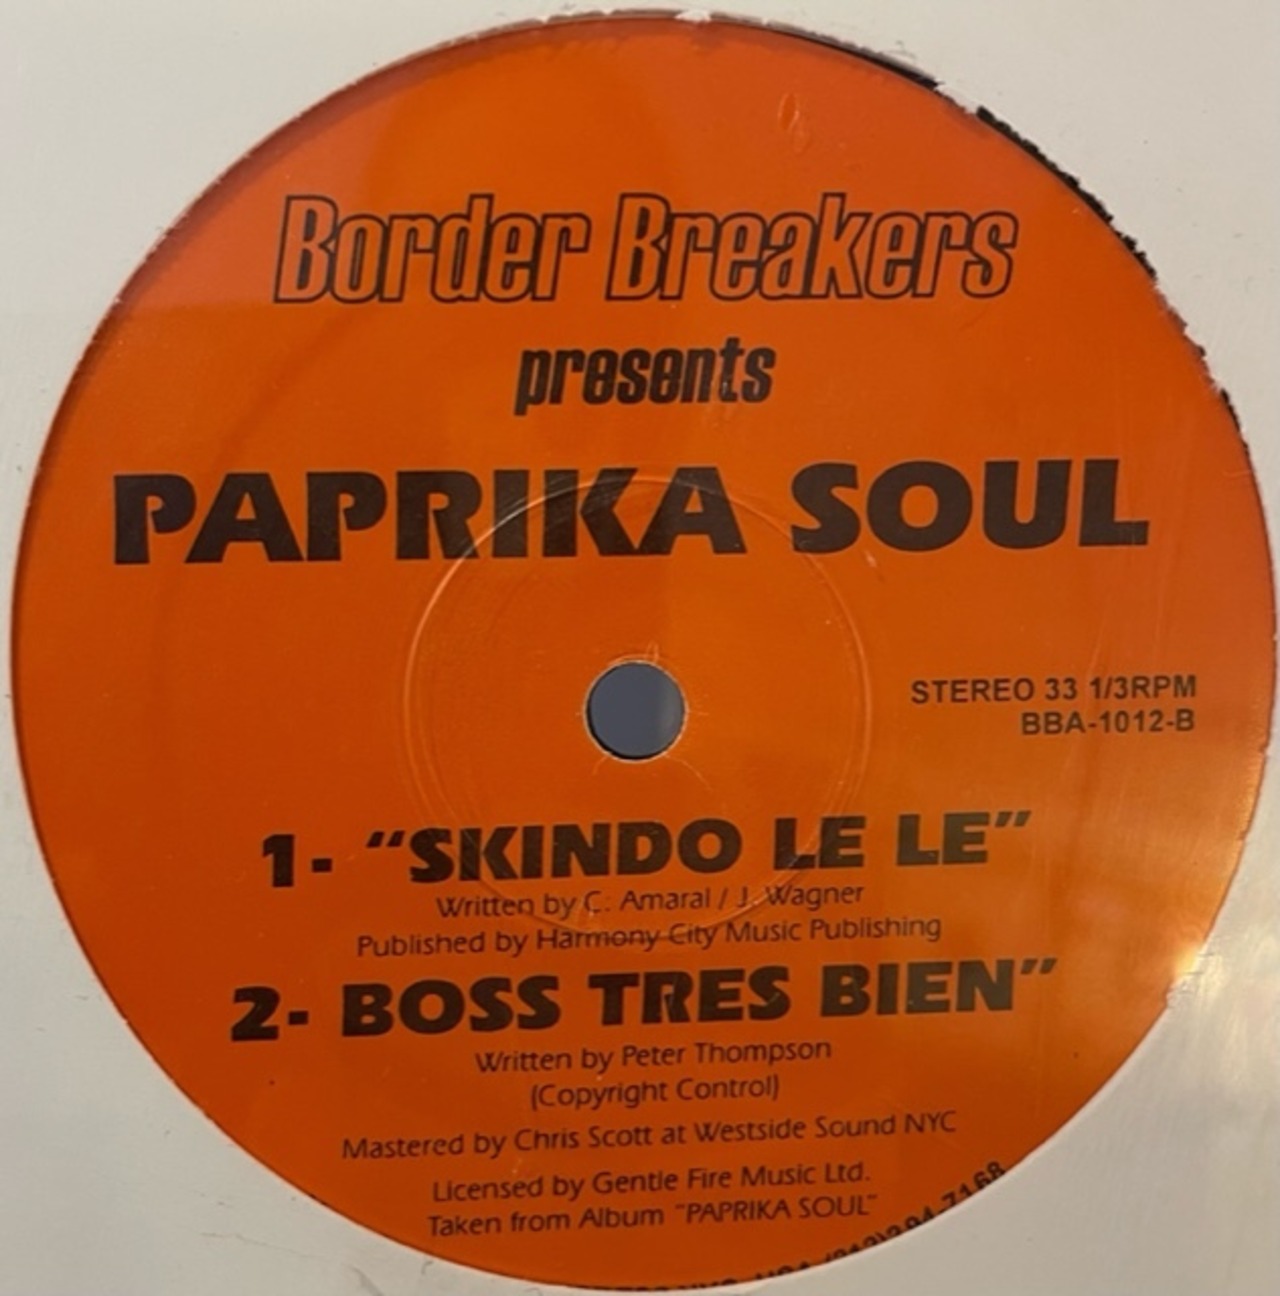 Border Breakers
presents
PAPRIKA SOUL
STEREO 33 1/3RPM
BBA-1012-B
1- "SKINDO LE LE"
Written by C. Amaral / J. Wagner
Published by Harmony City Music Publishing
2- BOSS TRES BIEN"
Written by Peter Thompson
(Copyright Control)
Mastered by Chris Scott at Westside Sound NYC
Licensed by Gentle Fire Music Ltd.
Taken from Album "PAPRIKA SOUL"